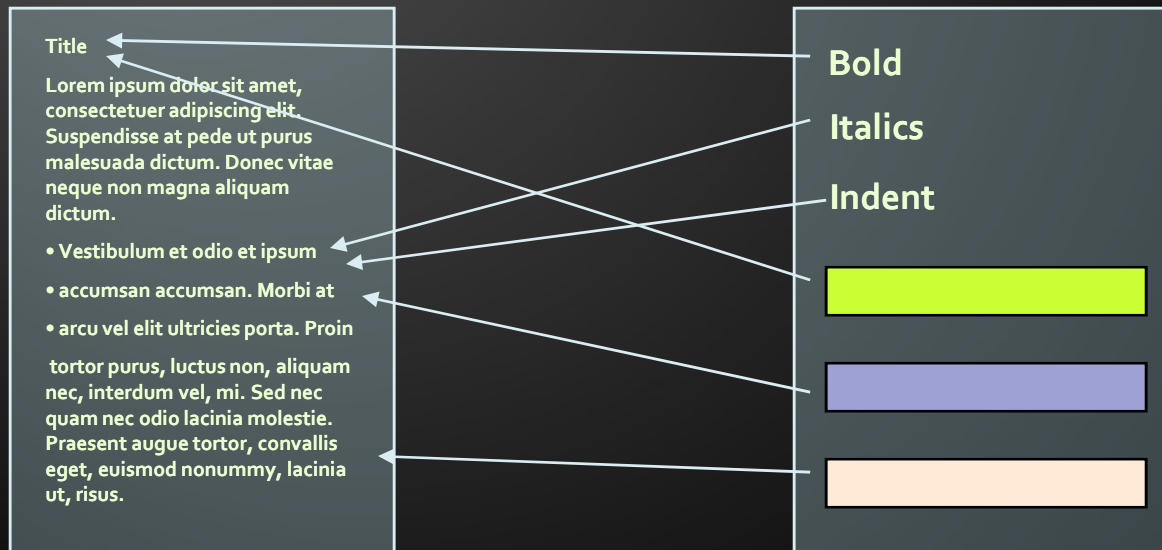 Title
Lorem ipsum dolor sit amet,
consectetuer adipiscing elit.
Suspendisse at pede ut purus
malesuada dictum. Donec vitae
neque non magna aliquam
dictum.
• Vestibulum et odio et ipsum
• accumsan accumsan. Morbi at
• arcu vel elit ultricies porta. Proin
tortor purus, luctus non, aliquam
nec, interdum vel, mi. Sed nec
quam nec odio lacinia molestie.
Praesent augue tortor, convallis
eget, euismod nonummy, lacinia
ut, risus.
Bold
Italics
Indent